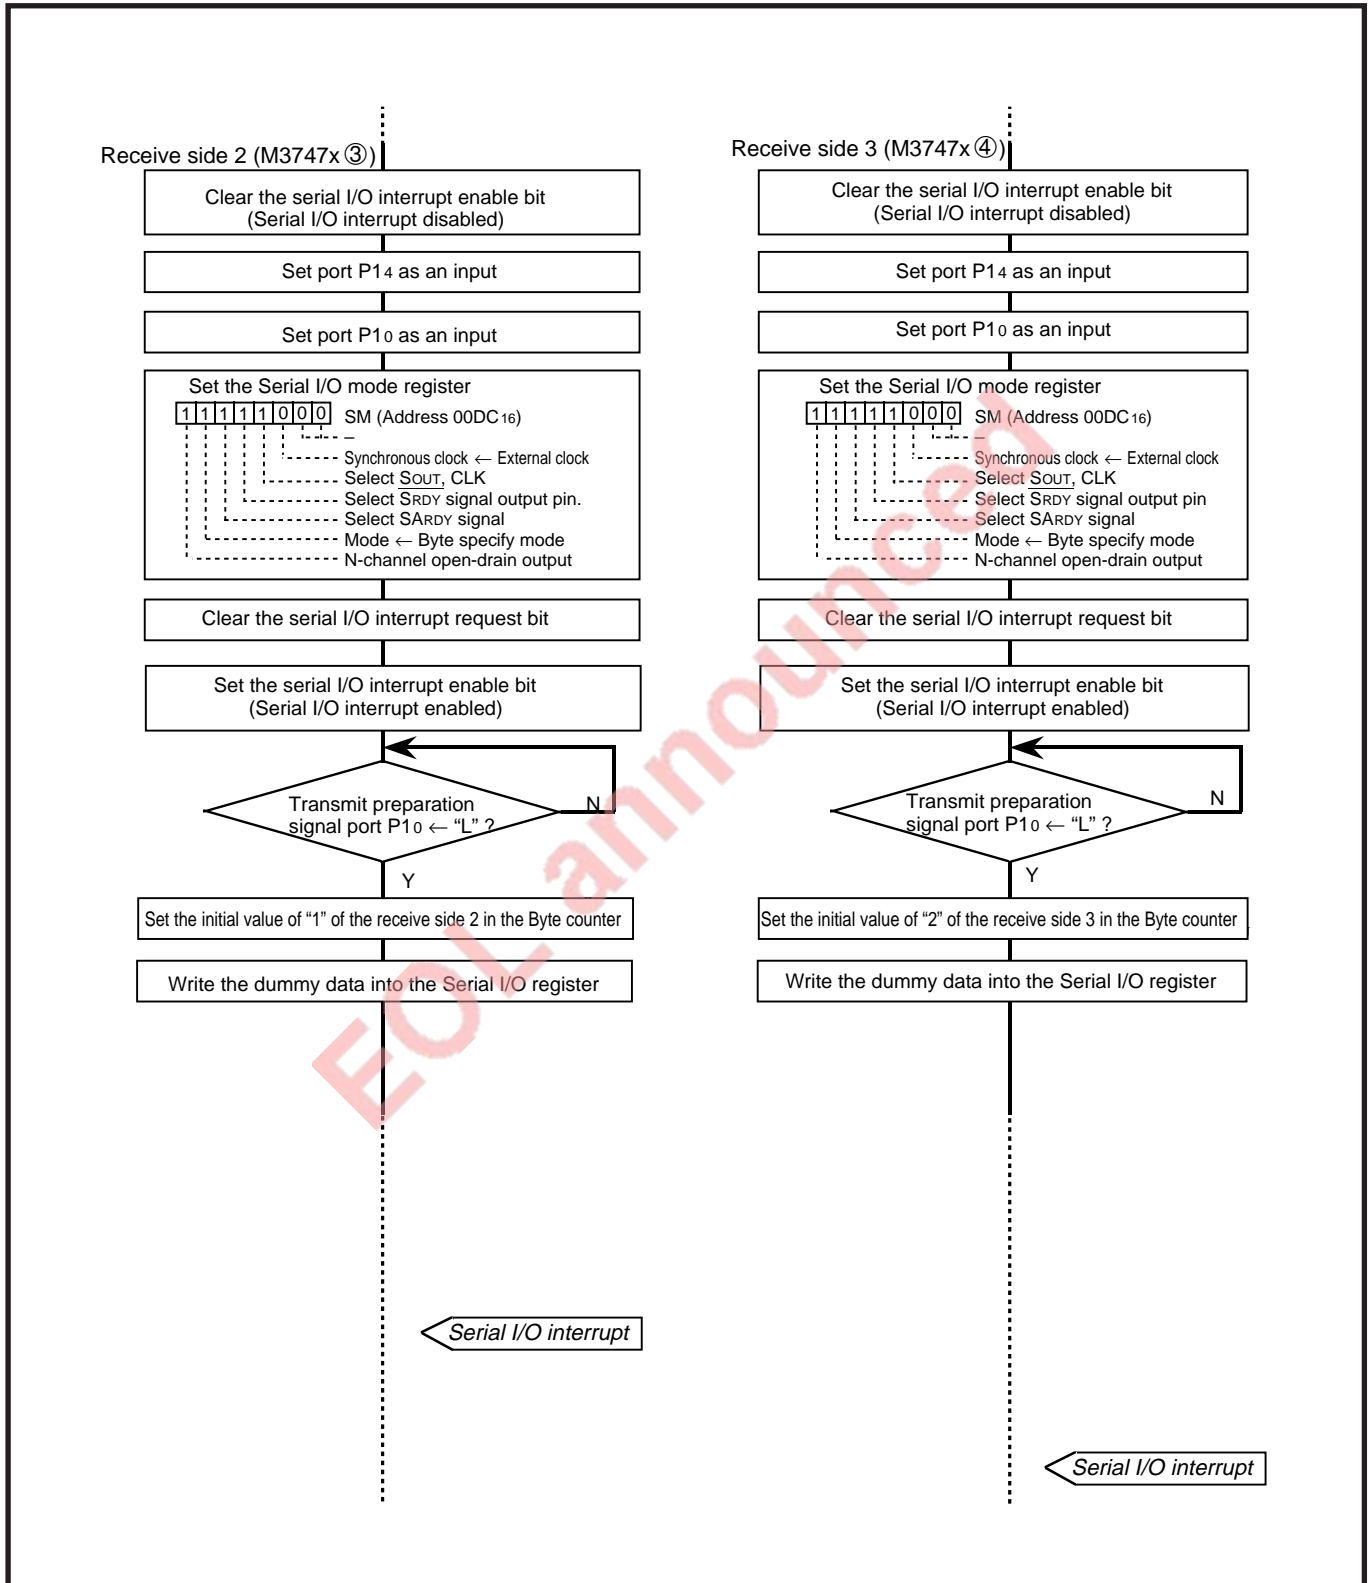 Receive side 2 (M3747x ③)
Clear the serial I/O interrupt enable bit
(Serial I/O interrupt disabled)
Set port P14 as an input
Set port P10 as an input
Set the Serial I/O mode register
1 1 1 1 1 0 0 0 SM (Address 00DC16)
–
Synchronous clock ← External clock
Select SOUT, CLK
Select SRDY signal output pin.
Select SARDY signal
Mode ← Byte specify mode
N-channel open-drain output
Clear the serial I/O interrupt request bit
Set the serial I/O interrupt enable bit
(Serial I/O interrupt enabled)
Transmit preparation
signal port P10 ← “L” ?
N
Y
Set the initial value of “1” of the receive side 2 in the Byte counter
Write the dummy data into the Serial I/O register
Serial I/O interrupt
Receive side 3 (M3747x ④)
Clear the serial I/O interrupt enable bit
(Serial I/O interrupt disabled)
Set port P14 as an input
Set port P10 as an input
Set the Serial I/O mode register
1 1 1 1 1 0 0 0 SM (Address 00DC16)
–
Synchronous clock ← External clock
Select SOUT, CLK
Select SRDY signal output pin
Select SARDY signal
Mode ← Byte specify mode
N-channel open-drain output
Clear the serial I/O interrupt request bit
Set the serial I/O interrupt enable bit
(Serial I/O interrupt enabled)
Transmit preparation
signal port P10 ← “L” ?
N
Y
Set the initial value of “2” of the receive side 3 in the Byte counter
Write the dummy data into the Serial I/O register
Serial I/O interrupt
EOL announced